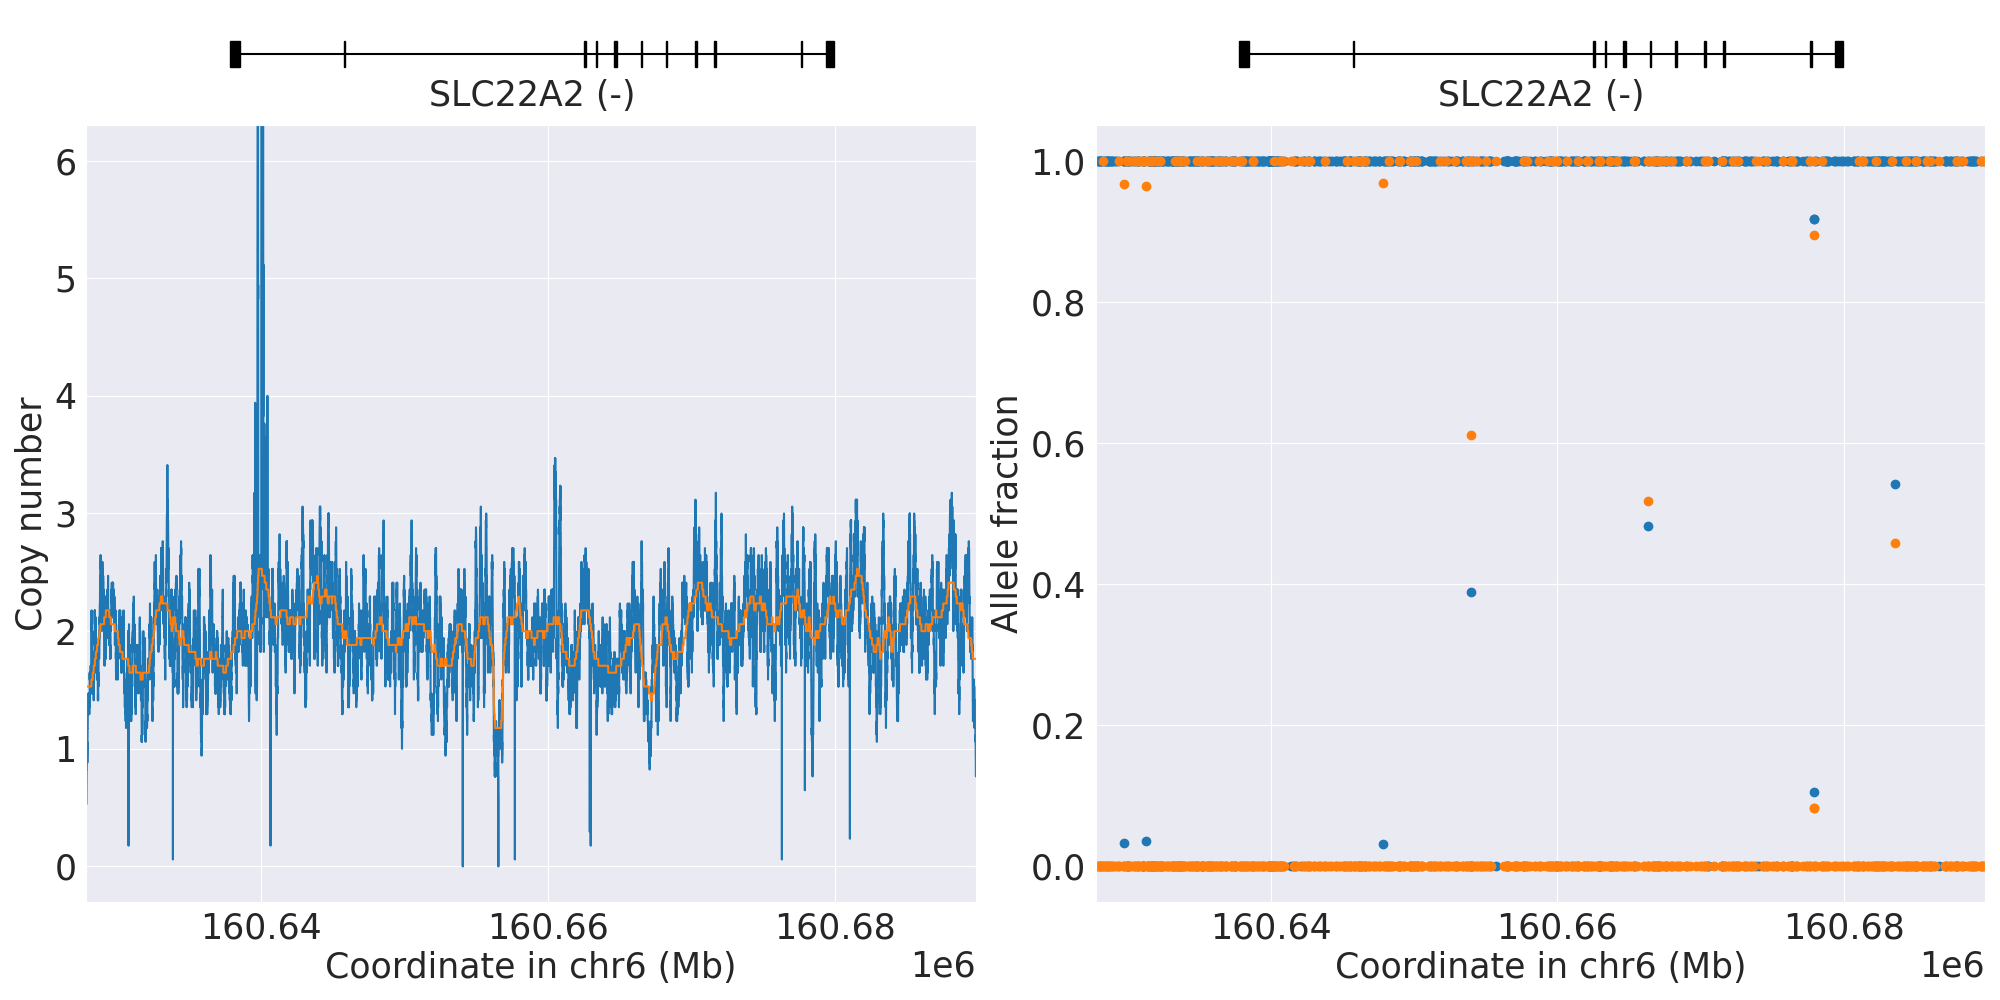 SLC22A2 (-)
6
5
4
3
2
1
0
Copy number
160.64
160.66
160.68
Coordinate in chr6 (Mb)
1e6
SLC22A2 (-)
1.0
0.8
0.6
0.4
0.2
0.0
Allele fraction
160.64
160.66
160.68
Coordinate in chr6 (Mb)
1e6